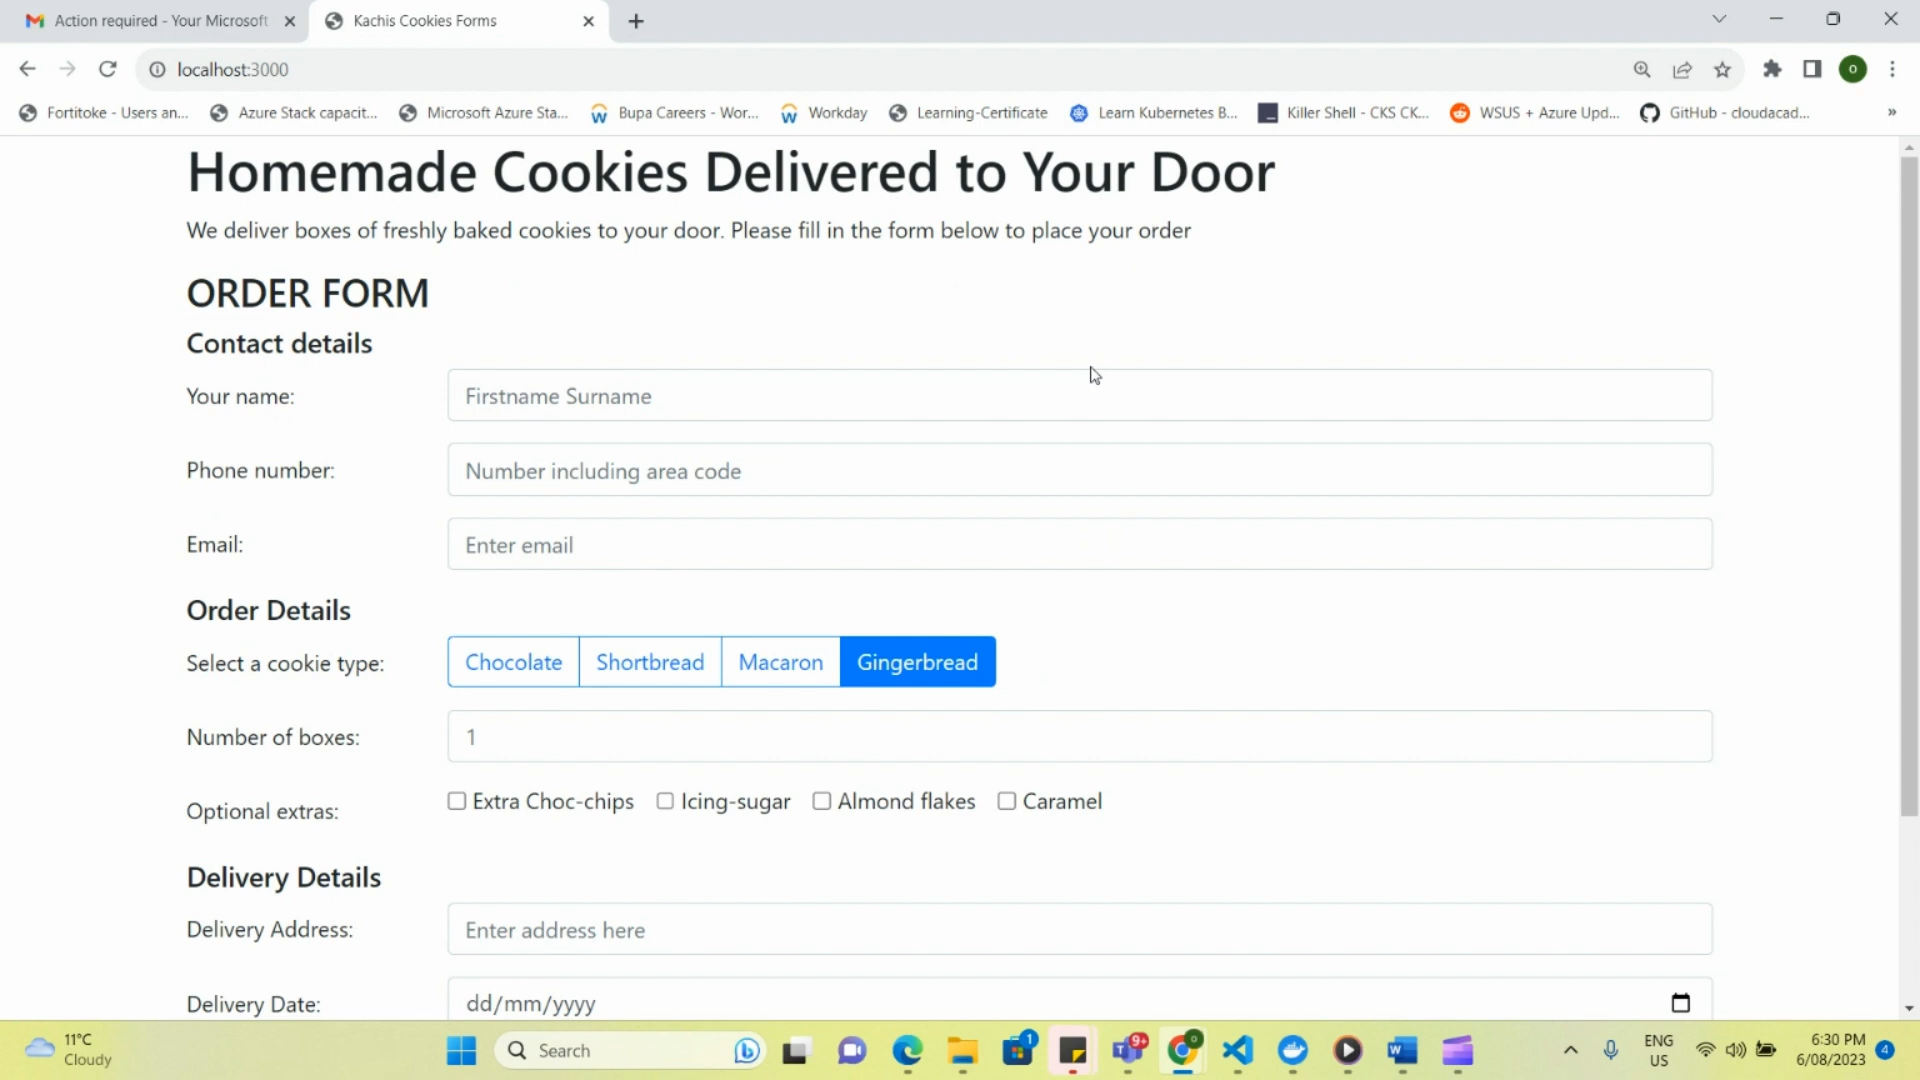 Action required - Your Microsoft
Kachis Cookies Forms
localhost:3000
o
Fortitoke - Users an...
Azure Stack capacit...
Microsoft Azure Sta...
Bupa Careers - Wor...
Workday
Learning-Certificate
Learn Kubernetes B...
Killer Shell - CKS CK...
WSUS + Azure Upd...
GitHub - cloudacad...
»
Homemade Cookies Delivered to Your Door
We deliver boxes of freshly baked cookies to your door. Please fill in the form below to place your order
ORDER FORM
Contact details
Your name: Firstname Surname
Phone number: Number including area code
Email: Enter email
Order Details
Select a cookie type: Chocolate Shortbread Macaron Gingerbread
Number of boxes: 1
Optional extras: Extra Choc-chips Icing-sugar Almond flakes Caramel
Delivery Details
Delivery Address: Enter address here
Delivery Date: dd/mm/yyyy
11°C
Cloudy
Search
1
9+
ENG
US
6:30 PM
6/08/2023
4